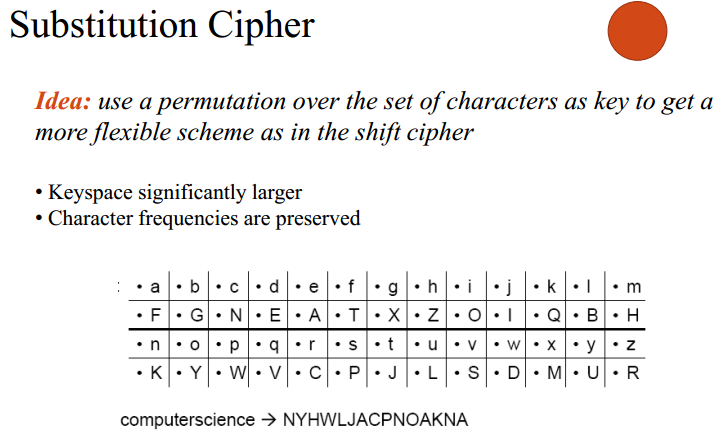 Substitution Cipher
Idea: use a permutation over the set of characters as key to get a
more flexible scheme as in the shift cipher
• Keyspace significantly larger
• Character frequencies are preserved
: • a • b • c • d • e • f • g • h • i • j • k • l • m
• F • G • N • E • A • T • X • Z • O • I • Q • B • H
• n • o • p • q • r • s • t • u • v • w • x • y • z
• K • Y • W • V • C • P • J • L • S • D • M • U • R
computerscience → NYHWLJACPNOAKNA